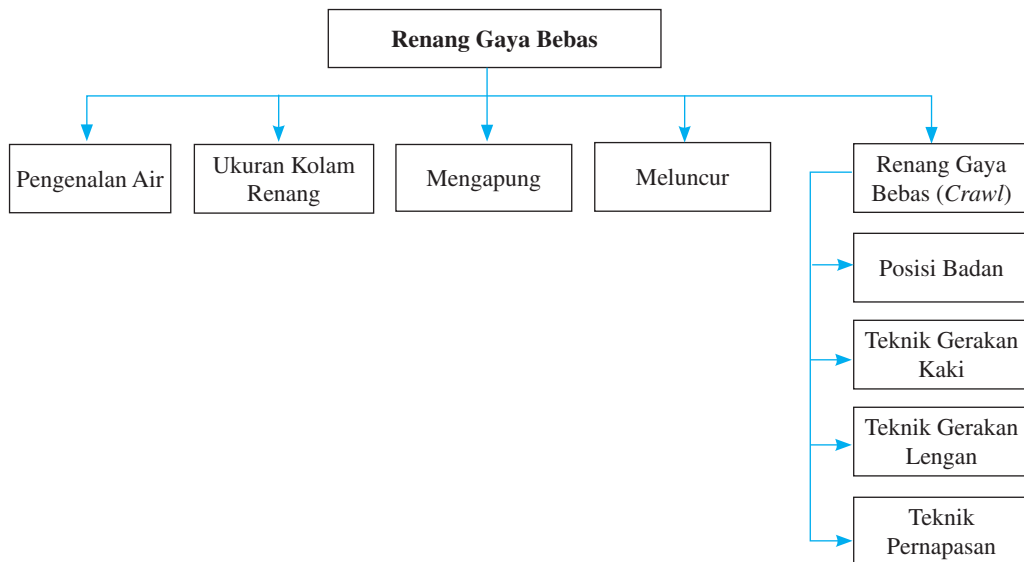 Renang Gaya Bebas
Pengenalan Air
Ukuran Kolam
Renang
Mengapung
Meluncur
Renang Gaya
Bebas (Crawl)
Posisi Badan
Teknik Gerakan
Kaki
Teknik Gerakan
Lengan
Teknik
Pernapasan